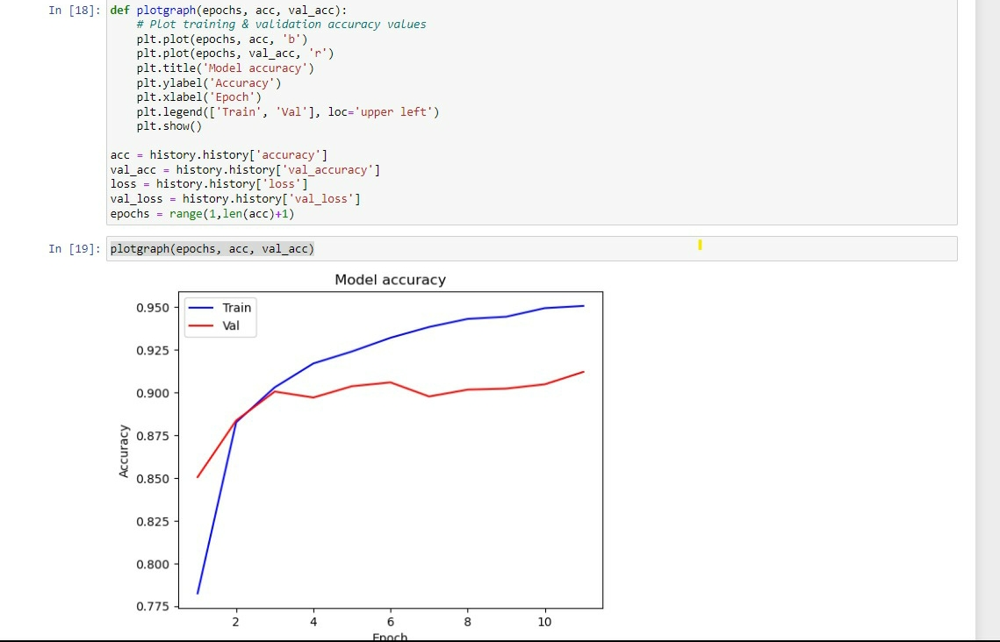 In [18]: def plotgraph(epochs, acc, val_acc):
    # Plot training & validation accuracy values
    plt.plot(epochs, acc, 'b')
    plt.plot(epochs, val_acc, 'r')
    plt.title('Model accuracy')
    plt.ylabel('Accuracy')
    plt.xlabel('Epoch')
    plt.legend(['Train', 'Val'], loc='upper left')
    plt.show()
acc = history.history['accuracy']
val_acc = history.history['val_accuracy']
loss = history.history['loss']
val_loss = history.history['val_loss']
epochs = range(1,len(acc)+1)
In [19]: plotgraph(epochs, acc, val_acc)
Model accuracy
Train
Val
0.950
0.925
0.900
0.875
0.850
0.825
0.800
0.775
Accuracy
2 4 6 8 10
Epoch